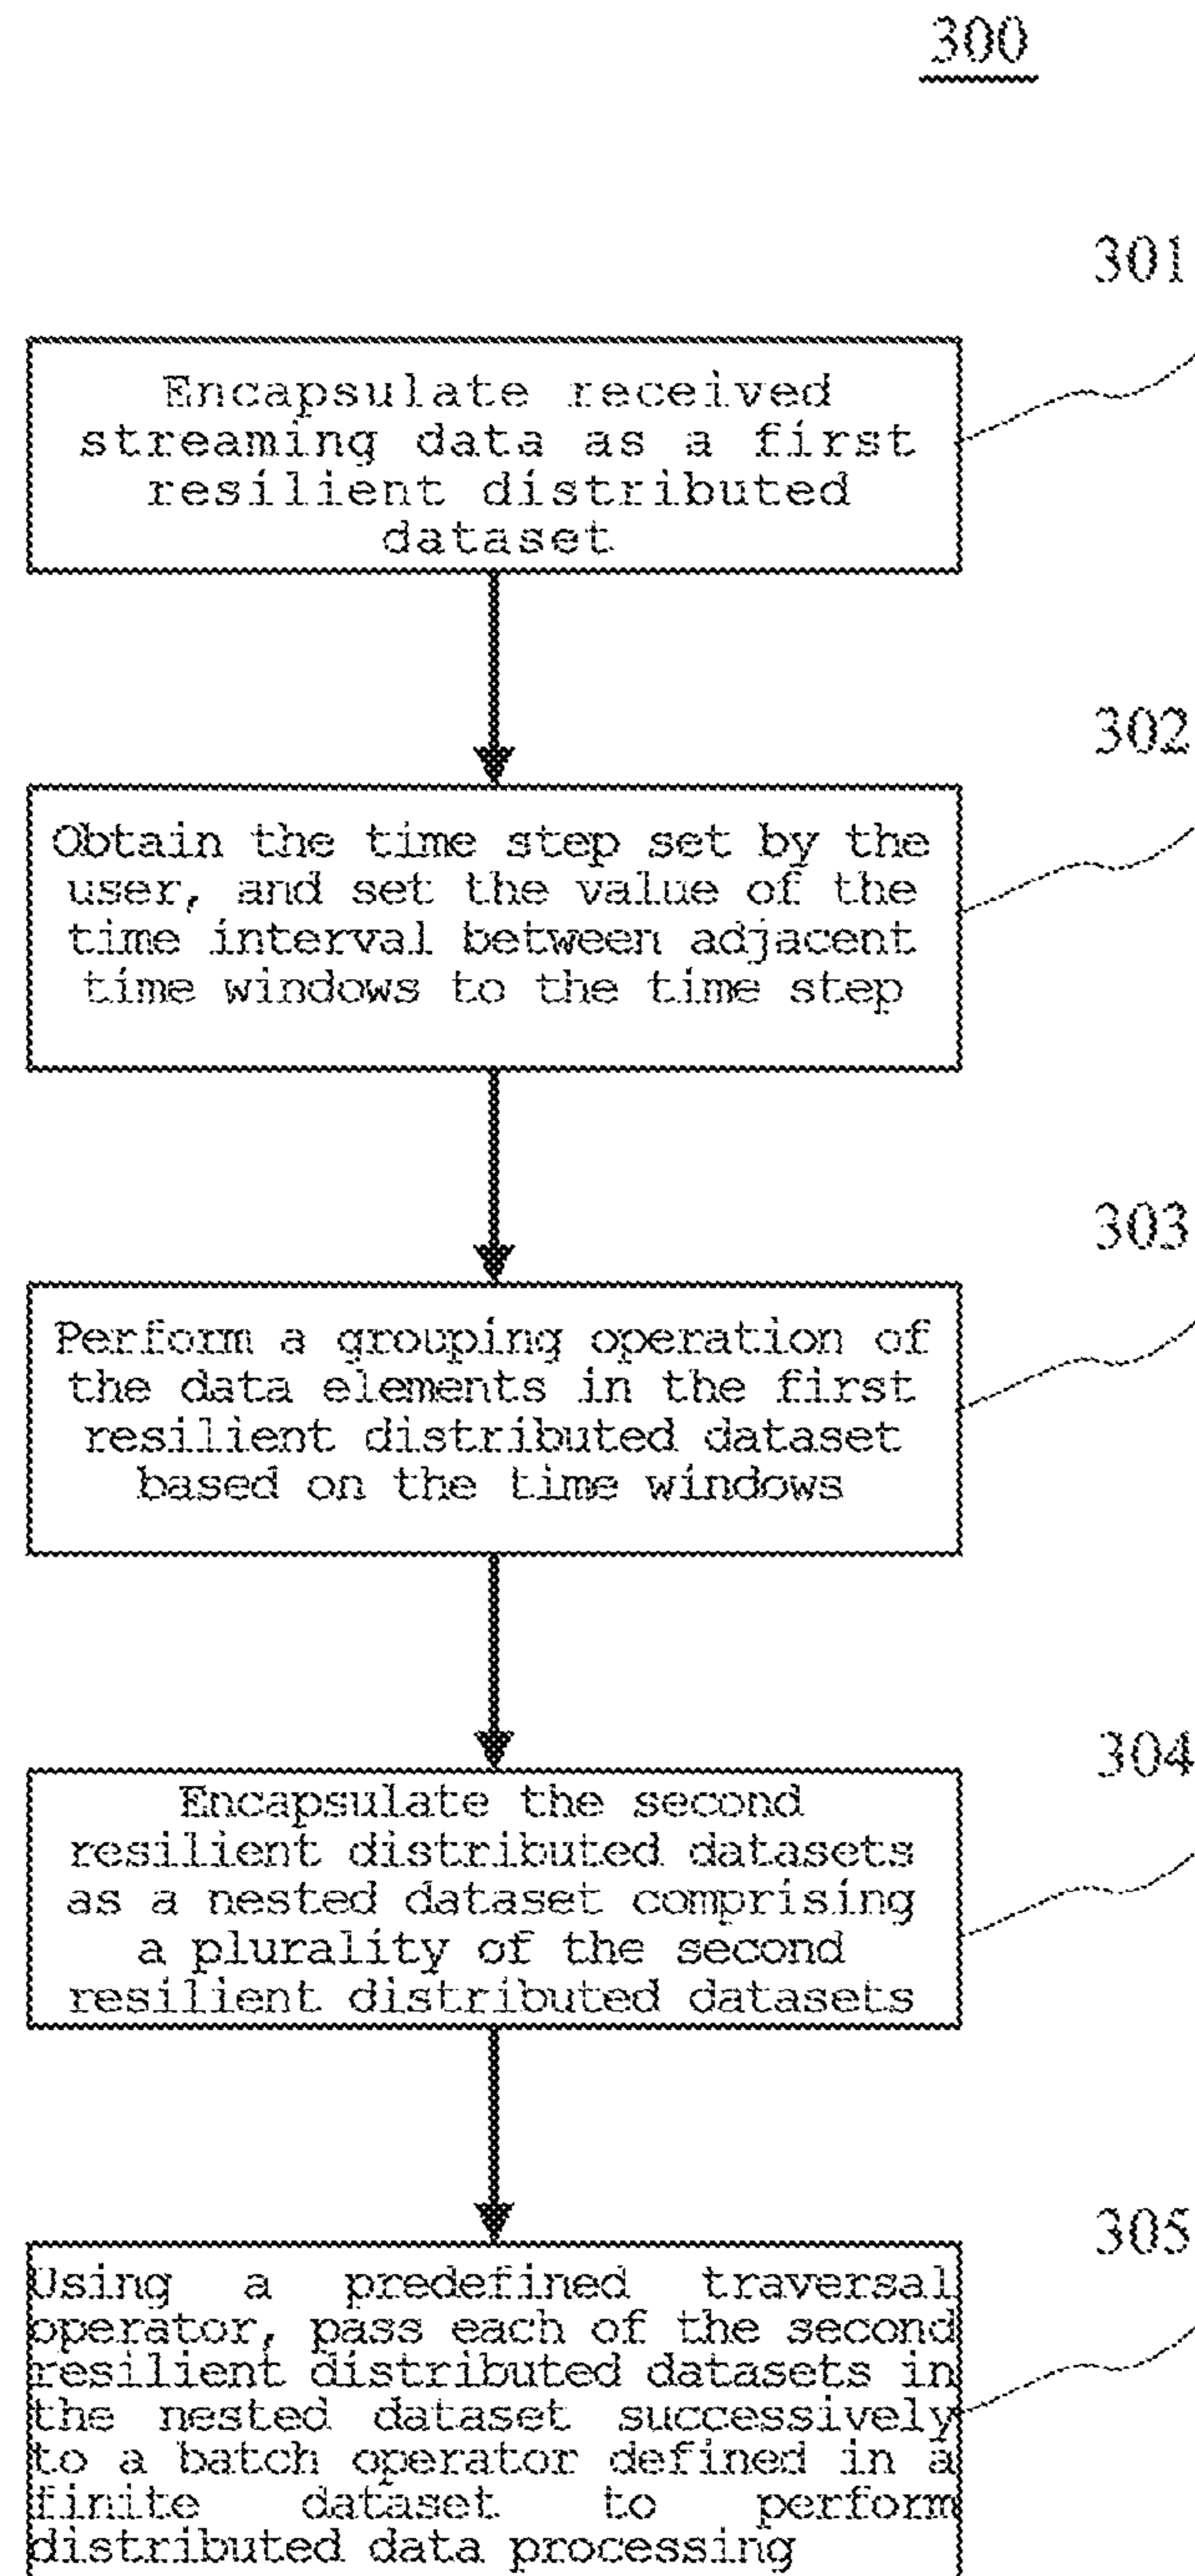 300
301
Encapsulate received
streaming data as a first
resilient distributed
dataset
302
Obtain the time step set by the
user, and set the value of the
time interval between adjacent
time windows to the time step
303
Perform a grouping operation of
the data elements in the first
resilient distributed dataset
based on the time windows
304
Encapsulate the second
resilient distributed datasets
as a nested dataset comprising
a plurality of the second
resilient distributed datasets
305
Using a predefined traversal
operator, pass each of the second
resilient distributed datasets in
the nested dataset successively
to a batch operator defined in a
finite dataset to perform
distributed data processing